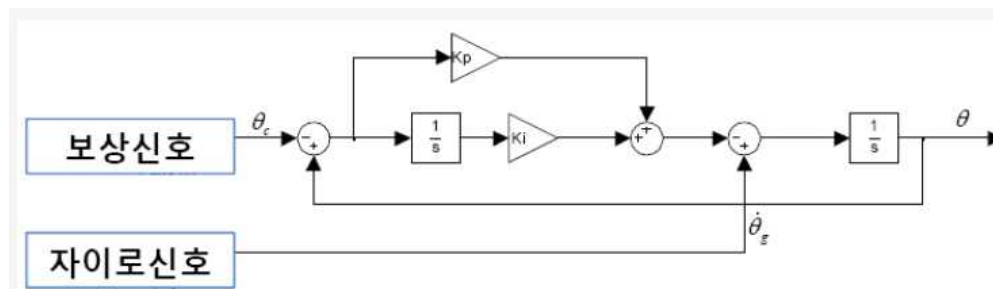 Kp
θc
보상신호
1/s
Ki
1/s
θ
θ̇g
자이로신호
- + + + - +